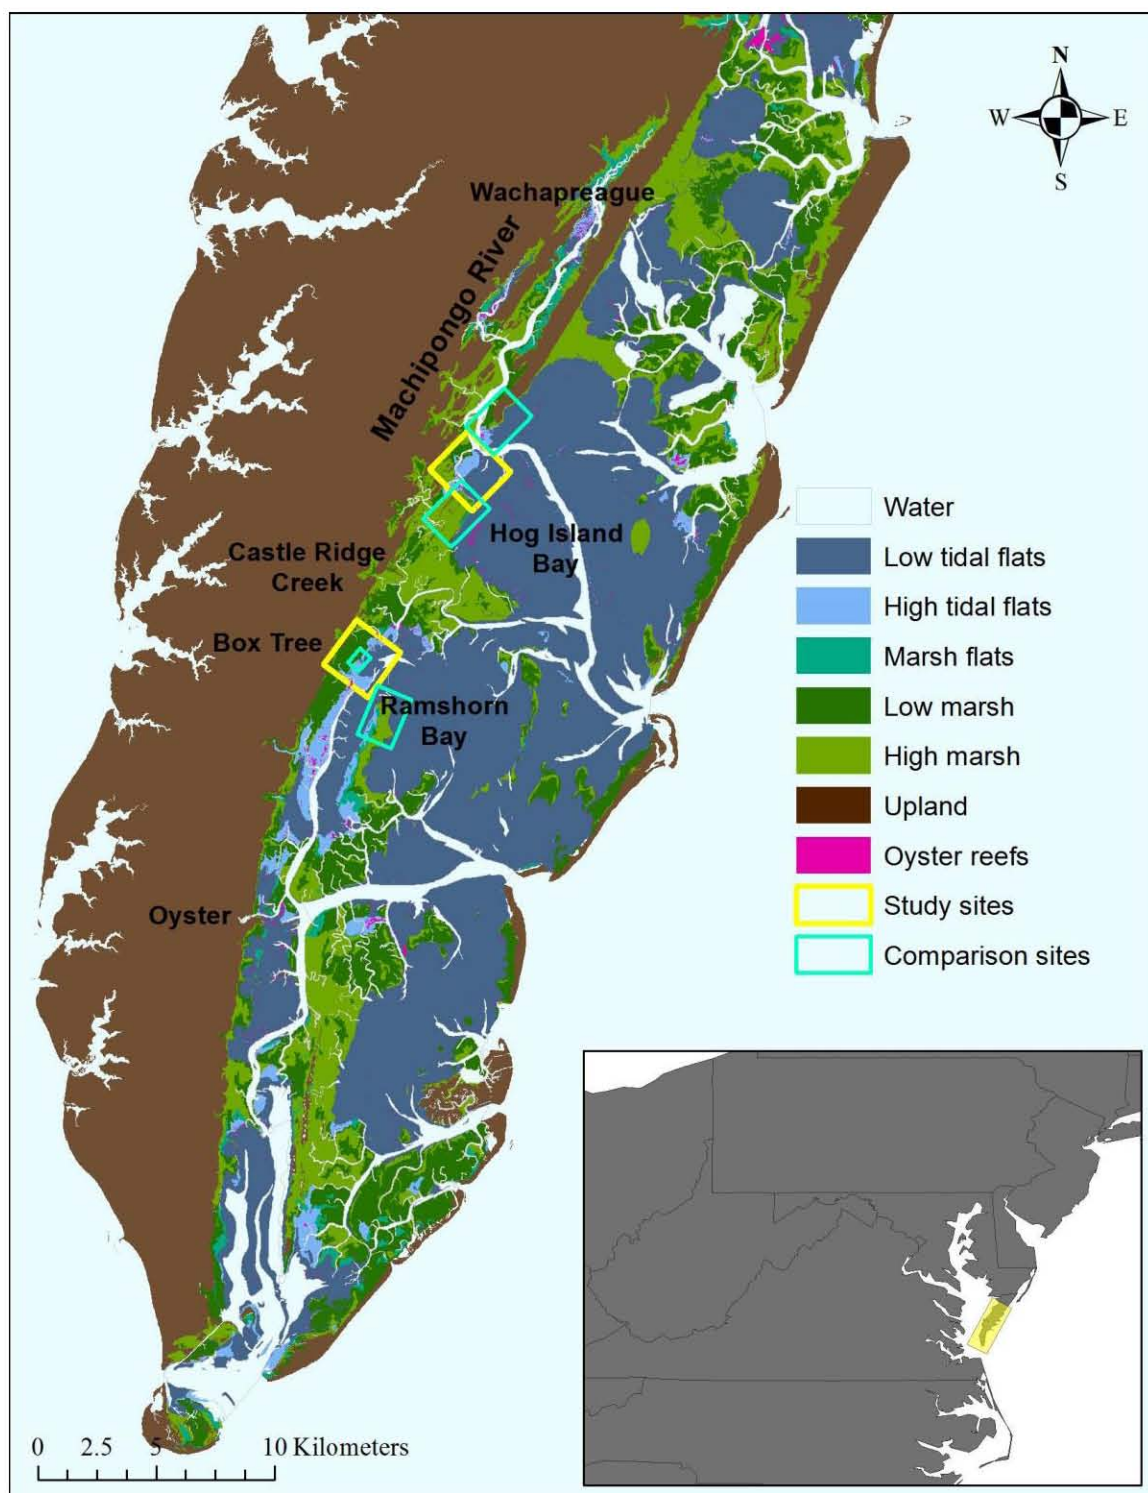 N
W
E
S
Wachapreague
Machipongo River
Hog Island
Bay
Castle Ridge
Creek
Box Tree
Ramshorn
Bay
Oyster
Water
Low tidal flats
High tidal flats
Marsh flats
Low marsh
High marsh
Upland
Oyster reefs
Study sites
Comparison sites
0 2.5 5 10 Kilometers